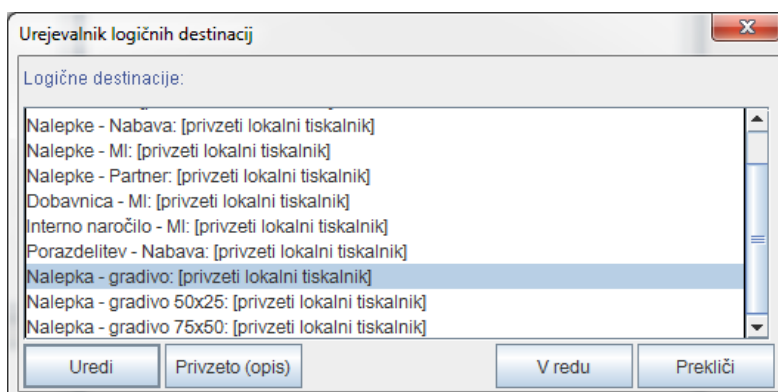 Urejevalnik logičnih destinacij
Logične destinacije:
Nalepke - Nabava: [privzeti lokalni tiskalnik]
Nalepke - MI: [privzeti lokalni tiskalnik]
Nalepke - Partner: [privzeti lokalni tiskalnik]
Dobavnica - MI: [privzeti lokalni tiskalnik]
Interno naročilo - MI: [privzeti lokalni tiskalnik]
Porazdelitev - Nabava: [privzeti lokalni tiskalnik]
Nalepka - gradivo: [privzeti lokalni tiskalnik]
Nalepka - gradivo 50x25: [privzeti lokalni tiskalnik]
Nalepka - gradivo 75x50: [privzeti lokalni tiskalnik]
Uredi Privzeto (opis) V redu Prekliči